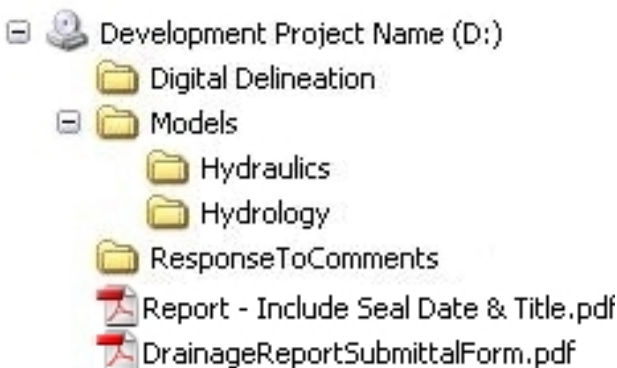 Development Project Name (D:)
Digital Delineation
Models
Hydraulics
Hydrology
ResponseToComments
Report - Include Seal Date & Title.pdf
DrainageReportSubmittalForm.pdf